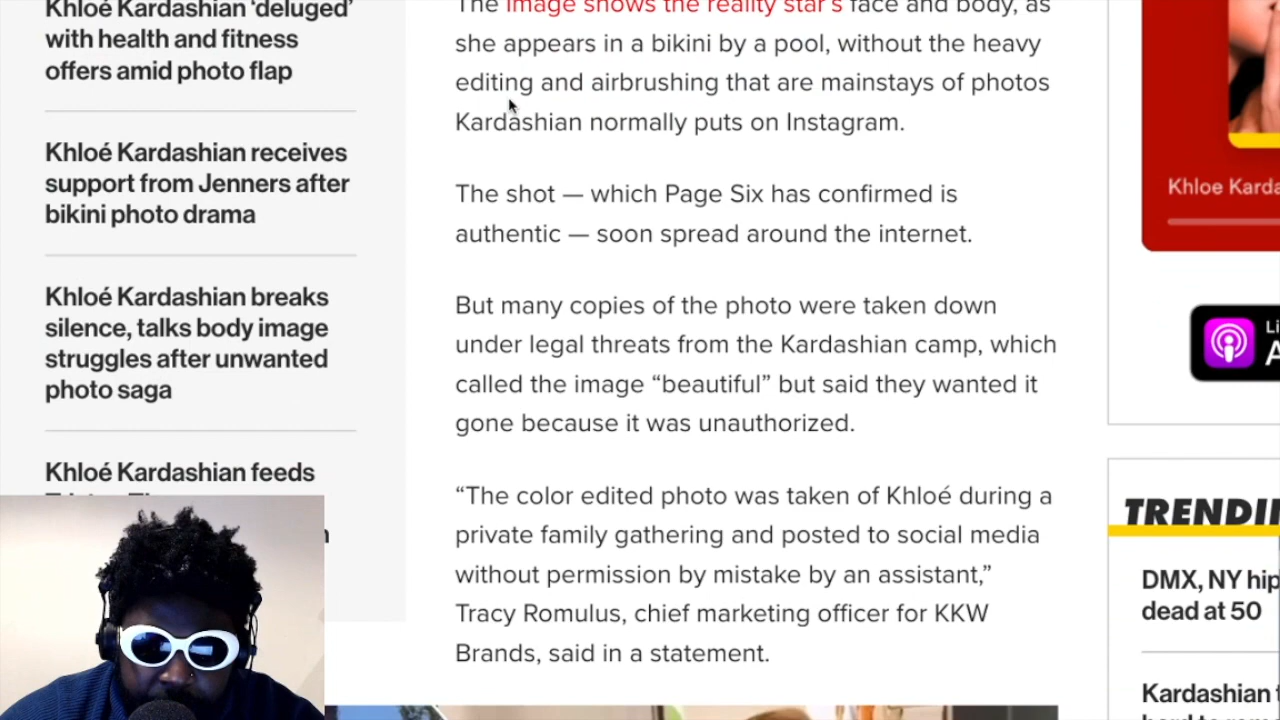 Khloé Kardashian ‘deluged’
with health and fitness
offers amid photo flap
Khloé Kardashian receives
support from Jenners after
bikini photo drama
Khloé Kardashian breaks
silence, talks body image
struggles after unwanted
photo saga
Khloé Kardashian feeds
The image shows the reality star’s face and body, as
she appears in a bikini by a pool, without the heavy
editing and airbrushing that are mainstays of photos
Kardashian normally puts on Instagram.
The shot — which Page Six has confirmed is
authentic — soon spread around the internet.
But many copies of the photo were taken down
under legal threats from the Kardashian camp, which
called the image “beautiful” but said they wanted it
gone because it was unauthorized.
“The color edited photo was taken of Khloé during a
private family gathering and posted to social media
without permission by mistake by an assistant,”
Tracy Romulus, chief marketing officer for KKW
Brands, said in a statement.
Khloe Karda
Li
A
TRENDIN
DMX, NY hip
dead at 50
Kardashian